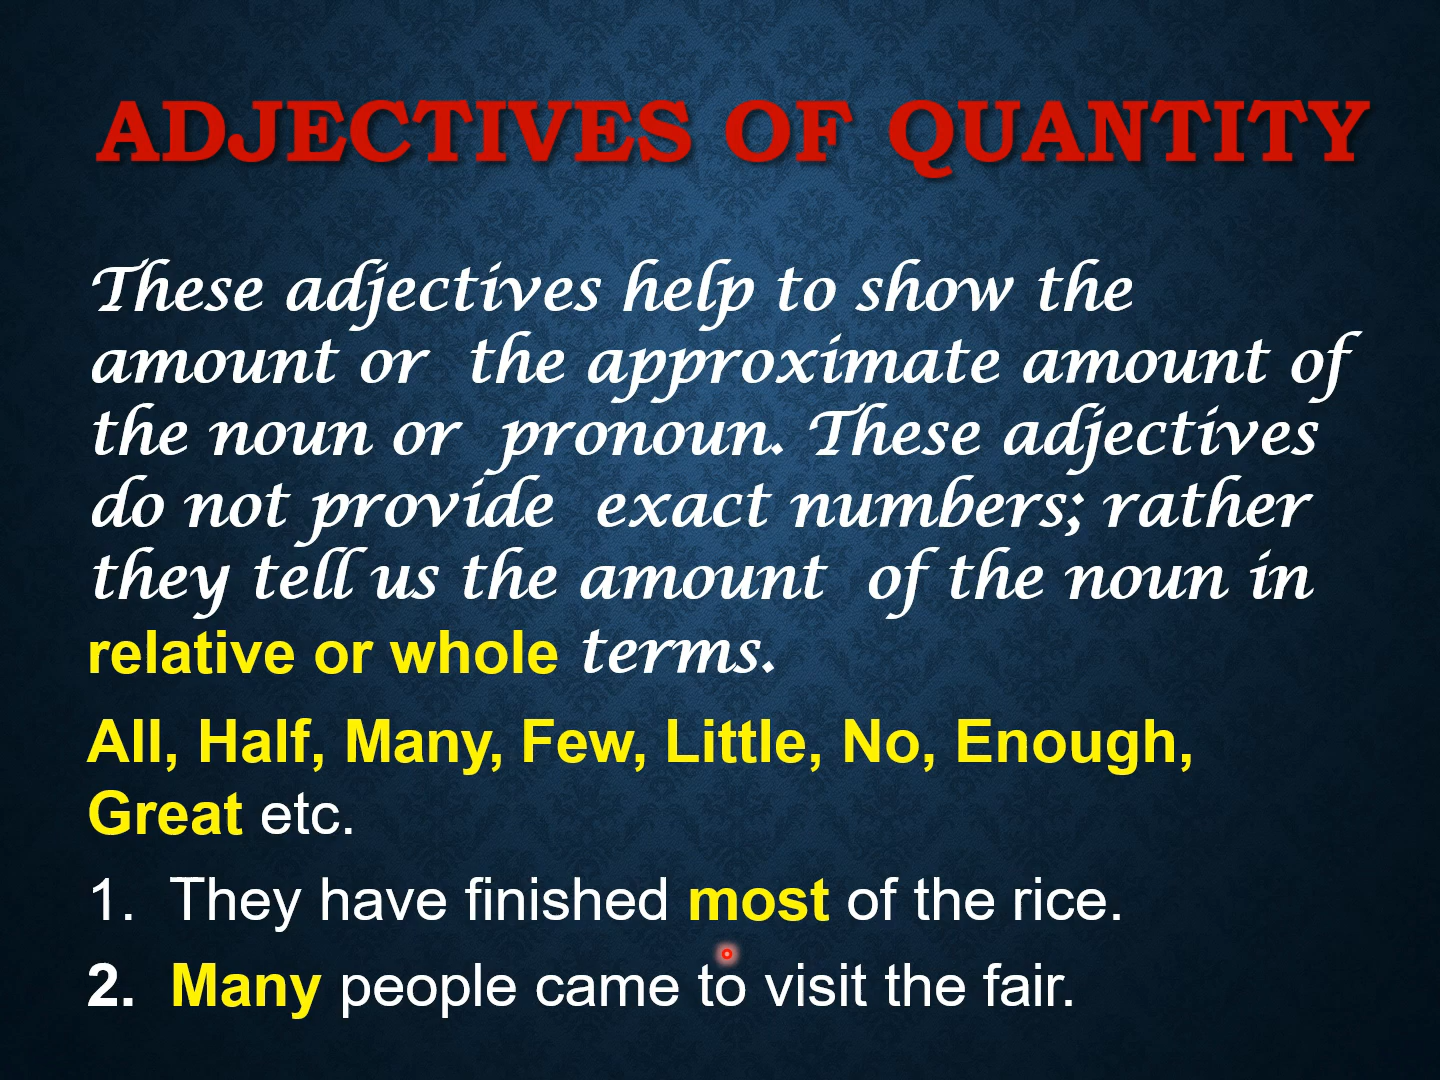 ADJECTIVES OF QUANTITY
These adjectives help to show the
amount or the approximate amount of
the noun or pronoun. These adjectives
do not provide exact numbers; rather
they tell us the amount of the noun in
relative or whole terms.
All, Half, Many, Few, Little, No, Enough,
Great etc.
1. They have finished most of the rice.
2. Many people came to visit the fair.